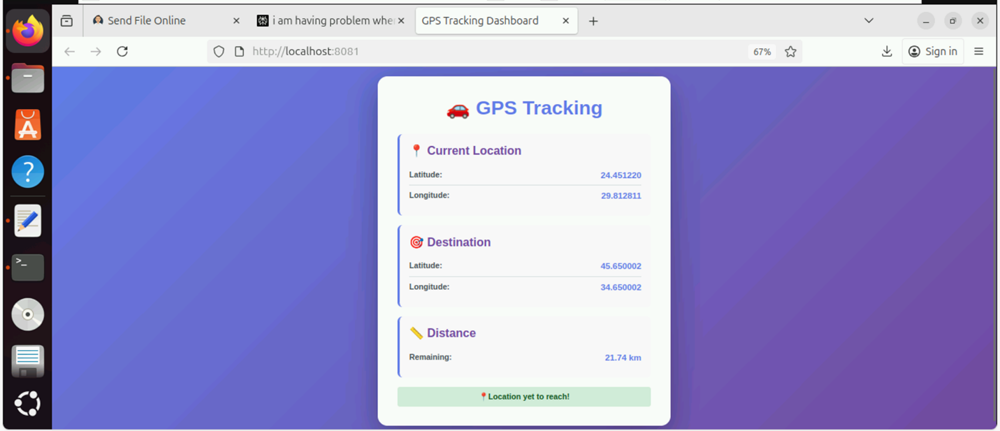 Send File Online
i am having problem whe
GPS Tracking Dashboard
http://localhost:8081
67%
Sign in
GPS Tracking
Current Location
Latitude: 24.451220
Longitude: 29.812811
Destination
Latitude: 45.650002
Longitude: 34.650002
Distance
Remaining: 21.74 km
Location yet to reach!